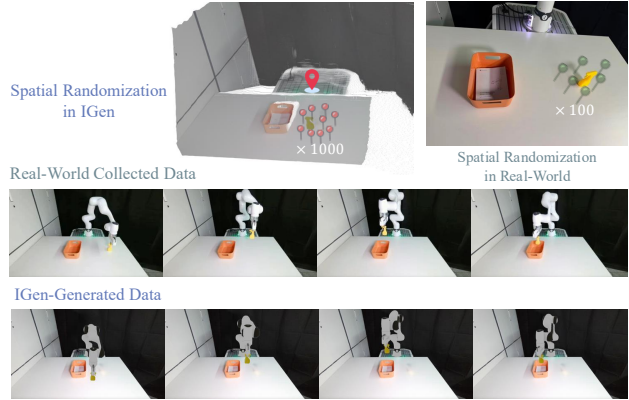 Spatial Randomization
in IGen
× 1000
× 100
Spatial Randomization
in Real-World
Real-World Collected Data
IGen-Generated Data